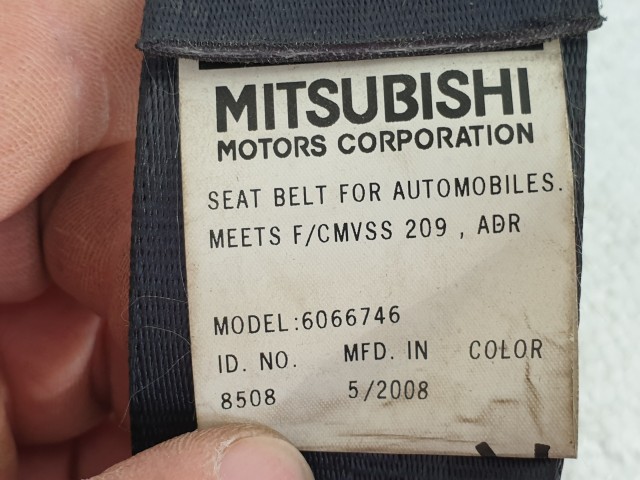 MITSUBISHI
MOTORS CORPORATION
SEAT BELT FOR AUTOMOBILES.
MEETS F/CMVSS 209 , ADR
MODEL:6066746
ID. NO. MFD. IN COLOR
8508 5/2008